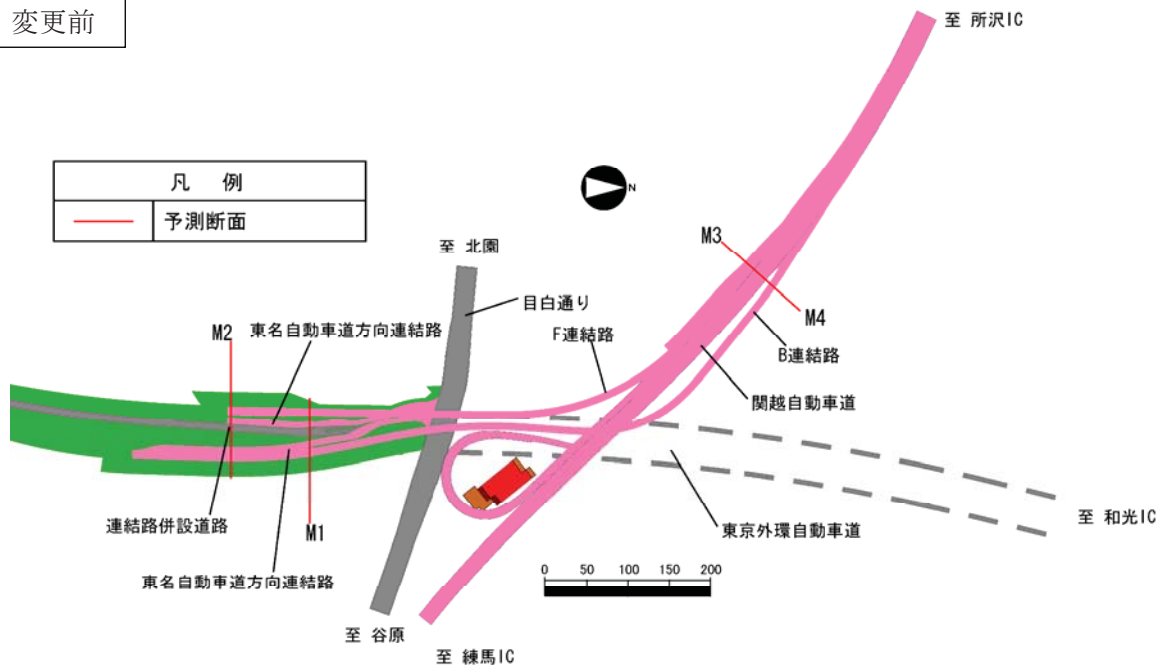 変更前
至 所沢IC
凡 例
予測断面
N
至 北園
M3
目白通り
M2
東名自動車道方向連結路
F連結路
M4
B連結路
関越自動車道
連結路併設道路
M1
東京外環自動車道
至 和光IC
東名自動車道方向連結路
0 50 100 150 200
至 谷原
至 練馬IC